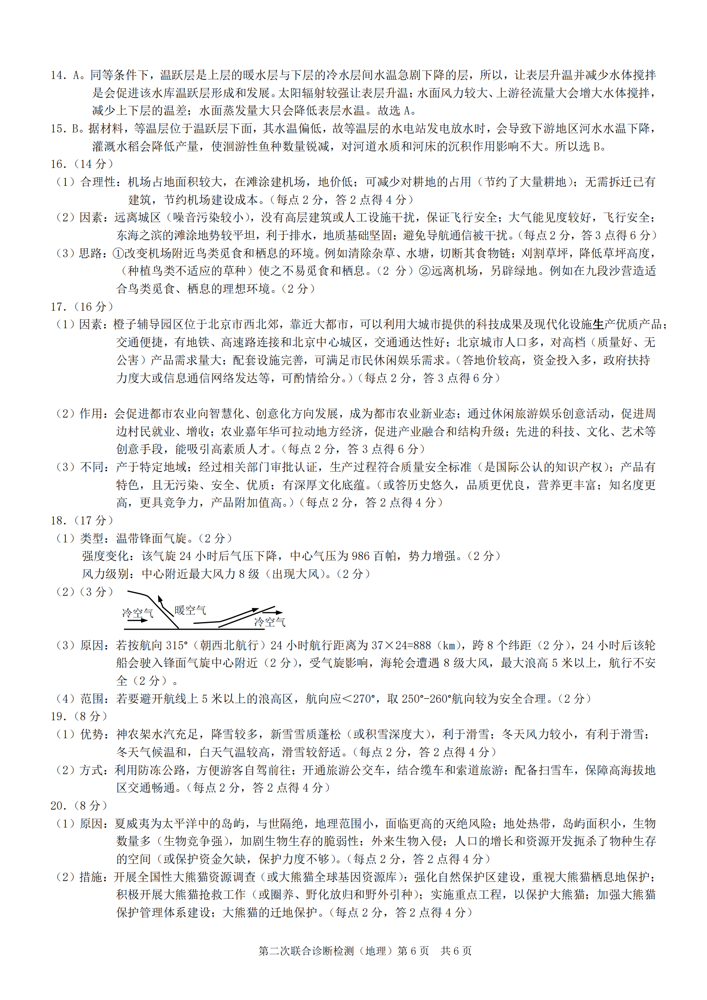 14. A。同等条件下，温跃层是上层的暖水层与下层的冷水层间水温急剧下降的层，所以，让表层升温并减少水体搅拌
是会促进该水库温跃层形成和发展。太阳辐射较强让表层升温；水面风力较大、上游径流量大会增大水体搅拌，
减少上下层的温差；水面蒸发量大只会降低表层水温。故选 A。
15. B。据材料，等温层位于温跃层下面，其水温偏低，故等温层的水电站发电放水时，会导致下游地区河水水温下降，
灌溉水稻会降低产量，使洄游性鱼种数量锐减，对河道水质和河床的沉积作用影响不大。所以选 B。
16.（14 分）
（1）合理性：机场占地面积较大，在滩涂建机场，地价低；可减少对耕地的占用（节约了大量耕地）；无需拆迁已有
建筑，节约机场建设成本。（每点 2 分，答 2 点得 4 分）
（2）因素：远离城区（噪音污染较小），没有高层建筑或人工设施干扰，保证飞行安全；大气能见度较好，飞行安全；
东海之滨的滩涂地势较平坦，利于排水，地质基础坚固；避免导航通信被干扰。（每点 2 分，答 3 点得 6 分）
（3）思路：①改变机场附近鸟类觅食和栖息的环境。例如清除杂草、水塘，切断其食物链；刈割草坪，降低草坪高度，
（种植鸟类不适应的草种）使之不易觅食和栖息。（2 分）②远离机场，另辟绿地。例如在九段沙营造适
合鸟类觅食、栖息的理想环境。（2 分）
17.（16 分）
（1）因素：橙子辅导园区位于北京市西北郊，靠近大都市，可以利用大城市提供的科技成果及现代化设施生产优质产品；
交通便捷，有地铁、高速路连接和北京中心城区，交通通达性好；北京城市人口多，对高档（质量好、无
公害）产品需求量大；配套设施完善，可满足市民休闲娱乐需求。（答地价较高，资金投入多，政府扶持
力度大或信息通信网络发达等，可酌情给分。）（每点 2 分，答 3 点得 6 分）
（2）作用：会促进都市农业向智慧化、创意化方向发展，成为都市农业新业态；通过休闲旅游娱乐创意活动，促进周
边村民就业、增收；农业嘉年华可拉动地方经济，促进产业融合和结构升级；先进的科技、文化、艺术等
创意手段，能吸引高素质人才。（每点 2 分，答 3 点得 6 分）
（3）不同：产于特定地域；经过相关部门审批认证，生产过程符合质量安全标准（是国际公认的知识产权）；产品有
特色，且无污染、安全、优质；有深厚文化底蕴。（或答历史悠久，品质更优良，营养更丰富；知名度更
高，更具竞争力，产品附加值高。）（每点 2 分，答 2 点得 4 分）
18.（17 分）
（1）类型：温带锋面气旋。（2 分）
强度变化：该气旋 24 小时后气压下降，中心气压为 986 百帕，势力增强。（2 分）
风力级别：中心附近最大风力 8 级（出现大风）。（2 分）
（2）（3 分）
冷空气 暖空气 冷空气
（3）原因：若按航向 315°（朝西北航行）24 小时航行距离为 37×24=888（km），跨 8 个纬距（2 分），24 小时后该轮
船会驶入锋面气旋中心附近（2 分），受气旋影响，海轮会遭遇 8 级大风，最大浪高 5 米以上，航行不安
全（2 分）。
（4）范围：若要避开航线上 5 米以上的浪高区，航向应＜270°，取 250°-260°航向较为安全合理。（2 分）
19.（8 分）
（1）优势：神农架水汽充足，降雪较多，新雪雪质蓬松（或积雪深度大），利于滑雪；冬天风力较小，有利于滑雪；
冬天气候温和，白天气温较高，滑雪较舒适。（每点 2 分，答 2 点得 4 分）
（2）方式：利用防冻公路，方便游客自驾前往；开通旅游公交车，结合缆车和索道旅游；配备扫雪车，保障高海拔地
区交通畅通。（每点 2 分，答 2 点得 4 分）
20.（8 分）
（1）原因：夏威夷为太平洋中的岛屿，与世隔绝，地理范围小，面临更高的灭绝风险；地处热带，岛屿面积小，生物
数量多（生物竞争强），加剧生物生存的脆弱性；外来生物入侵；人口的增长和资源开发扼杀了物种生存
的空间（或保护资金欠缺，保护力度不够）。（每点 2 分，答 2 点得 4 分）
（2）措施：开展全国性大熊猫资源调查（或大熊猫全球基因资源库）；强化自然保护区建设，重视大熊猫栖息地保护；
积极开展大熊猫抢救工作（或圈养、野化放归和野外引种）；实施重点工程，以保护大熊猫；加强大熊猫
保护管理体系建设；大熊猫的迁地保护。（每点 2 分，答 2 点得 4 分）
第二次联合诊断检测（地理）第 6 页 共 6 页